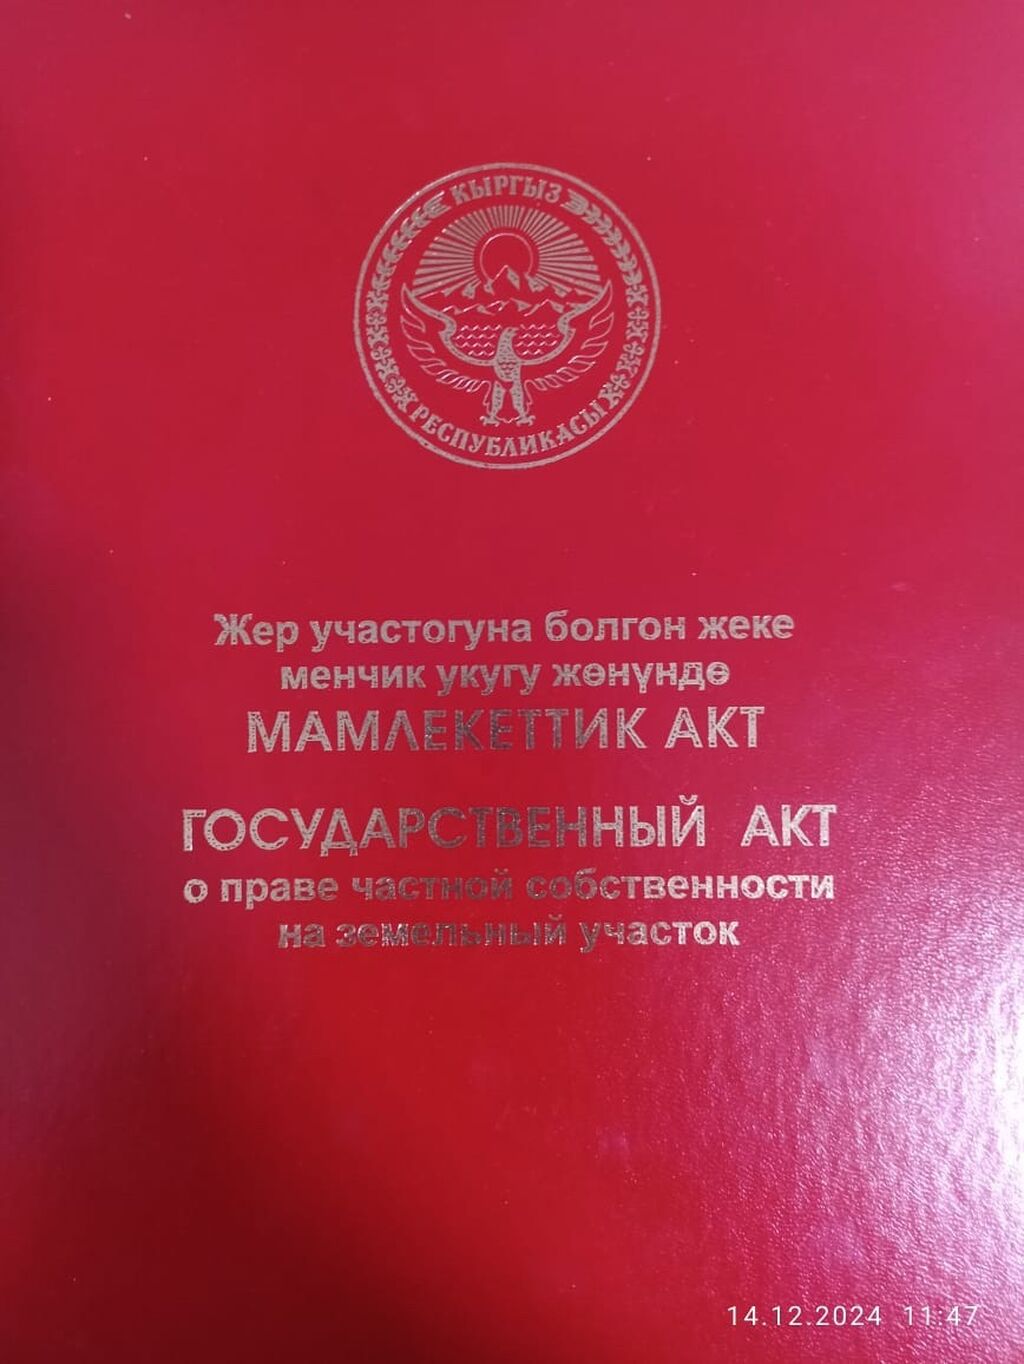 КЫРГЫЗ
РЕСПУБЛИКАСЫ
Жер участогуна болгон жеке
менчик укугу жөнүндө
МАМЛЕКЕТТИК АКТ
ГОСУДАРСТВЕННЫЙ АКТ
о праве частной собственности
на земельный участок
14.12.2024 11:47